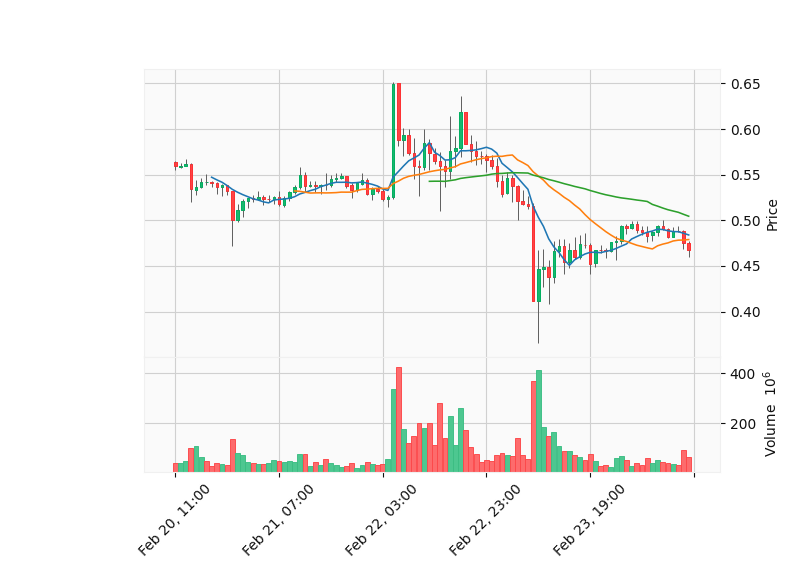 0.65
0.60
0.55
0.50
0.45
0.40
Price
400
200
Volume 10⁶
Feb 20, 11:00
Feb 21, 07:00
Feb 22, 03:00
Feb 22, 23:00
Feb 23, 19:00